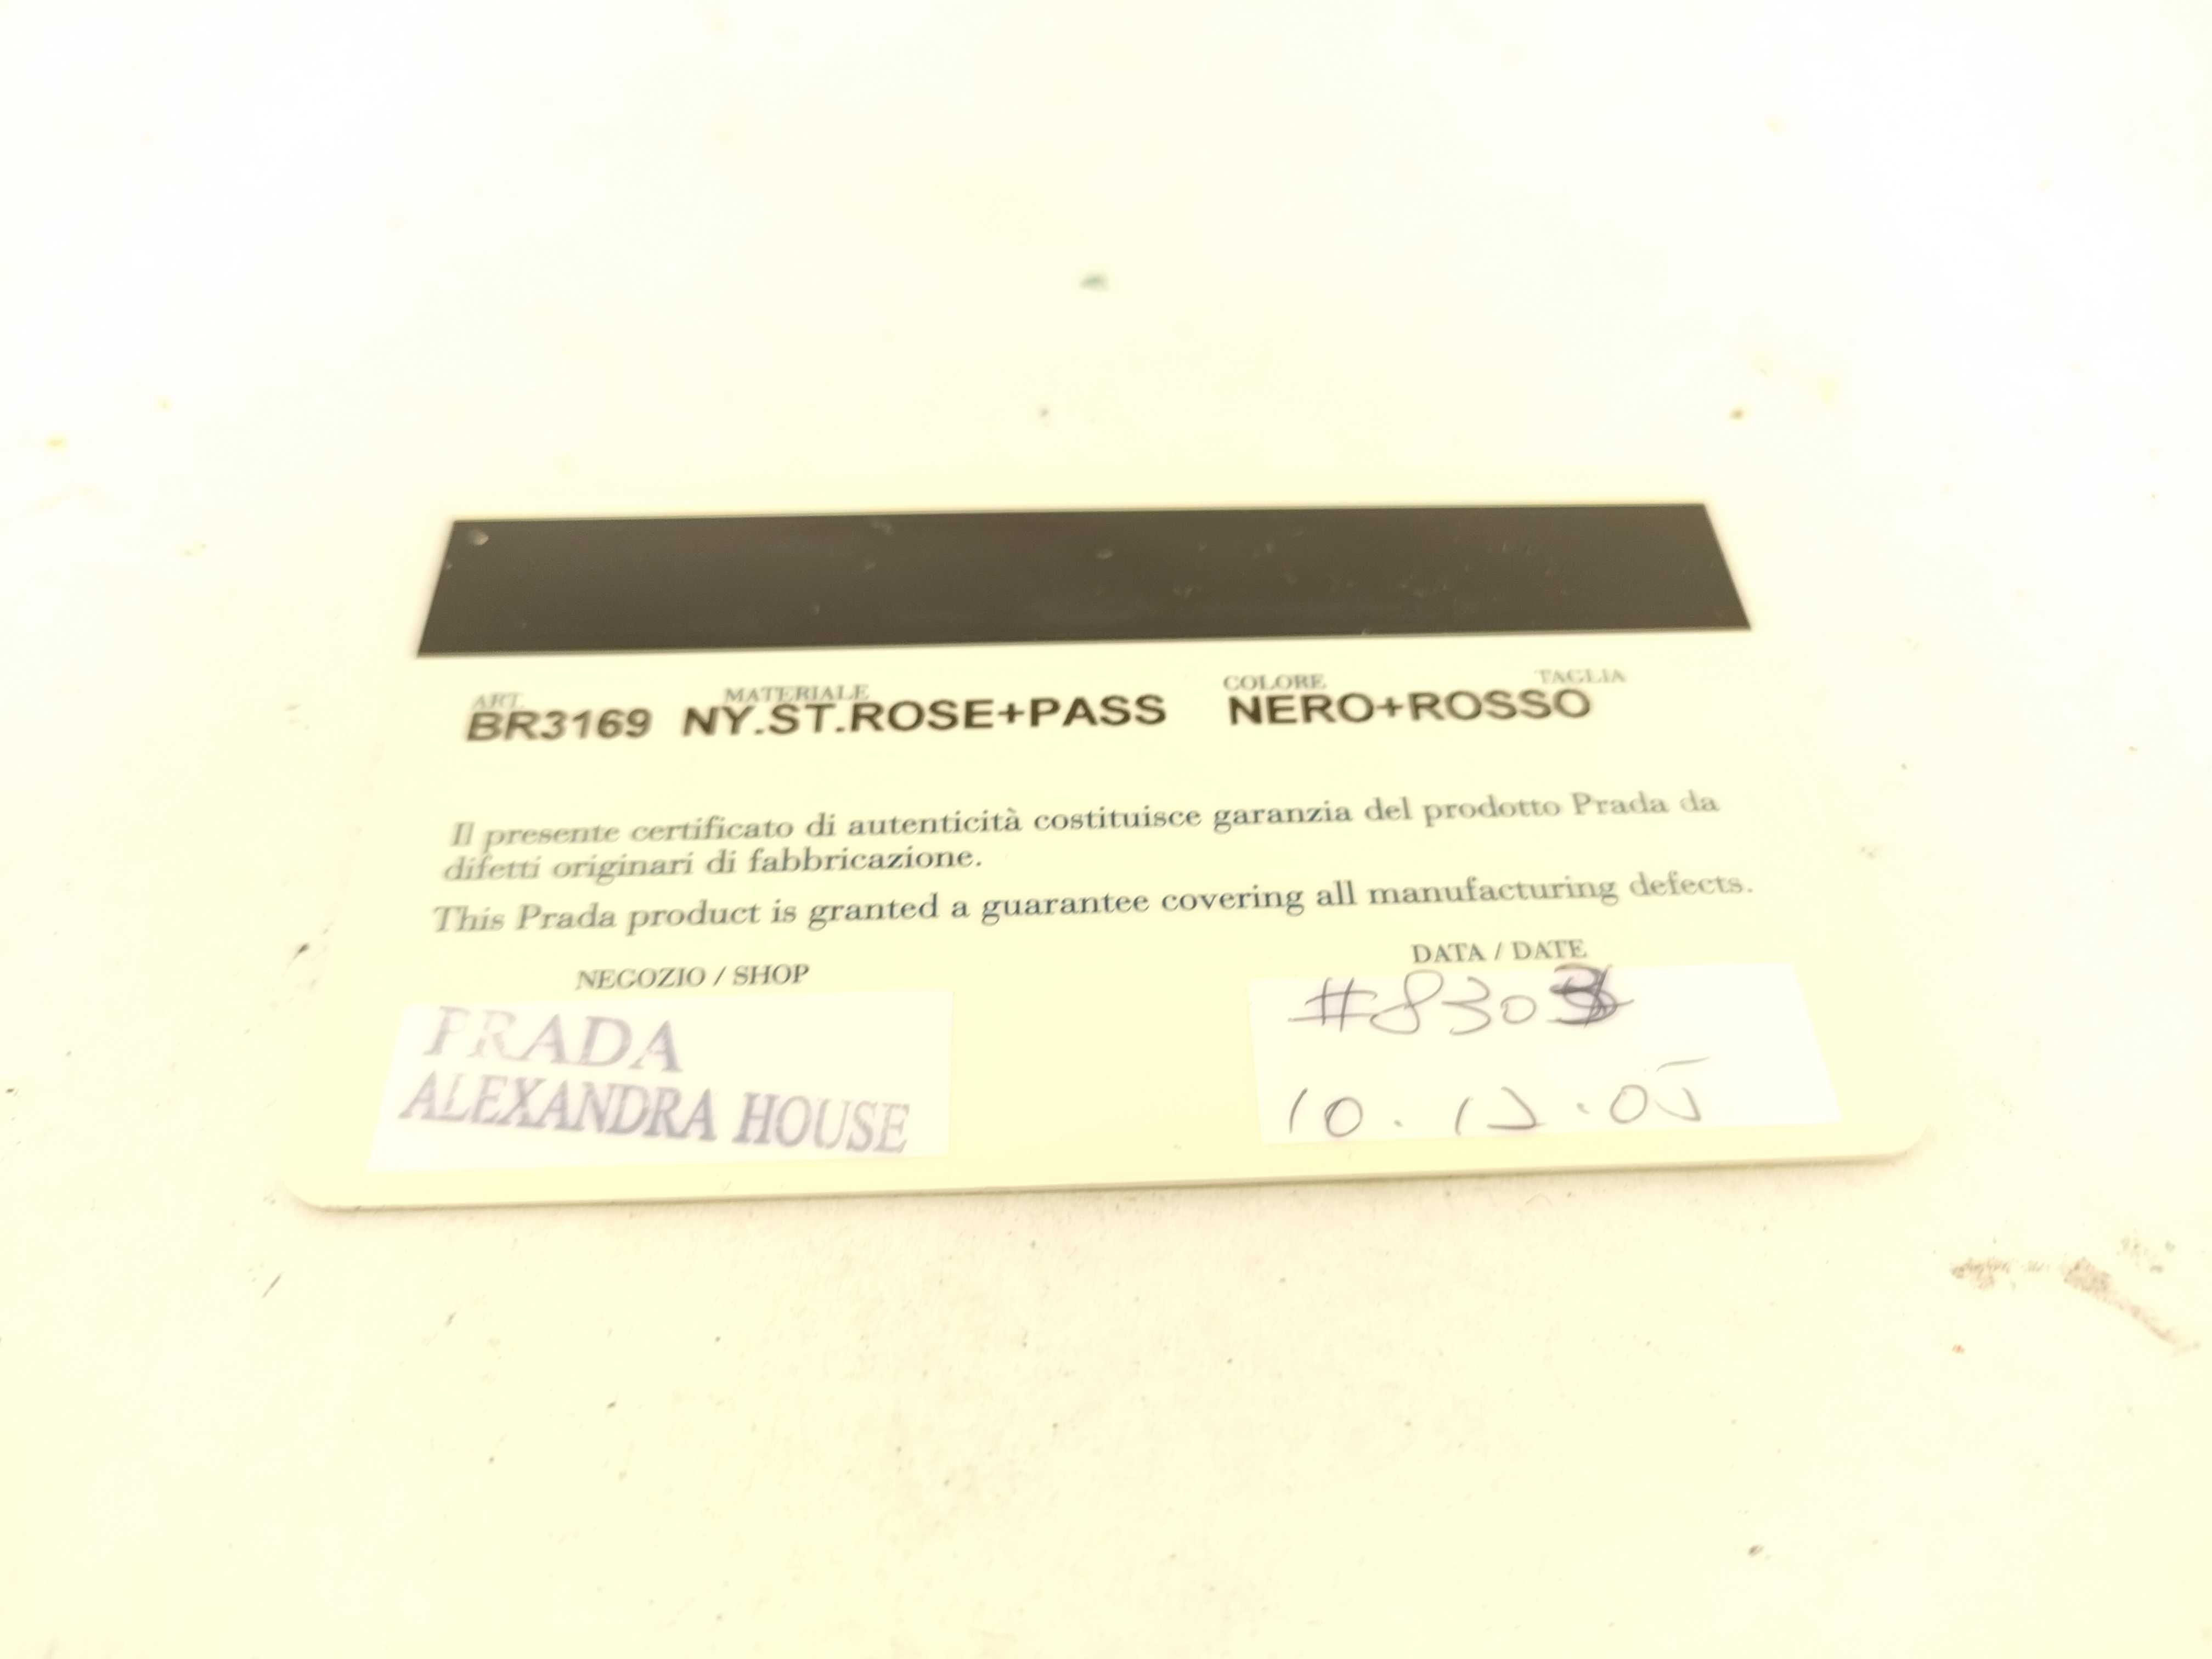 ART. MATERIALE COLORE TAGLIA
BR3169 NY.ST.ROSE+PASS NERO+ROSSO
Il presente certificato di autenticità costituisce garanzia del prodotto Prada da
difetti originari di fabbricazione.
This Prada product is granted a guarantee covering all manufacturing defects.
NEGOZIO / SHOP
PRADA
ALEXANDRA HOUSE
DATA / DATE
10.12.05